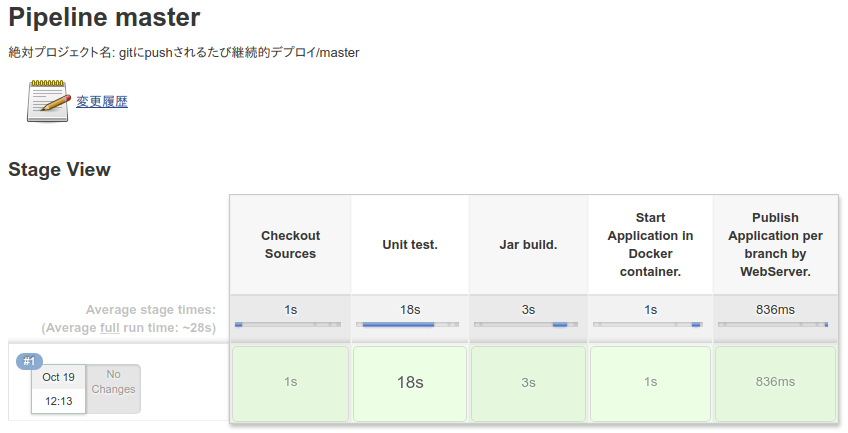 Pipeline master
絶対プロジェクト名: gitにpushされるたび継続的デプロイ/master
変更履歴
Stage View
Checkout
Sources
Unit test.
Jar build.
Start
Application in
Docker
container.
Publish
Application per
branch by
WebServer.
Average stage times:
(Average full run time: ~28s)
1s
18s
3s
1s
836ms
#1
Oct 19
12:13
No
Changes
1s
18s
3s
1s
836ms